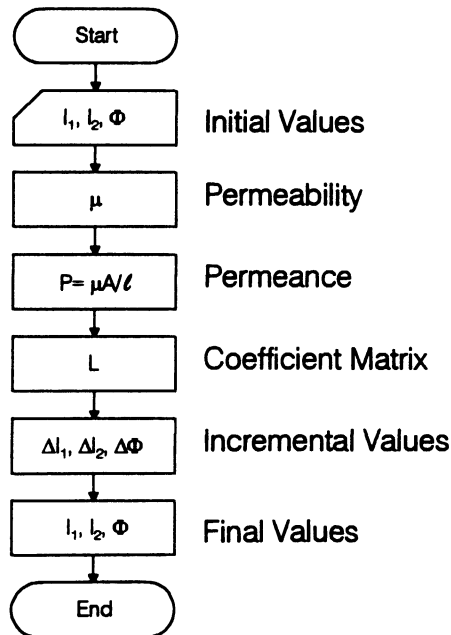 Start
I₁, I₂, Φ Initial Values
μ Permeability
P= μA/ℓ Permeance
L Coefficient Matrix
ΔI₁, ΔI₂, ΔΦ Incremental Values
I₁, I₂, Φ Final Values
End